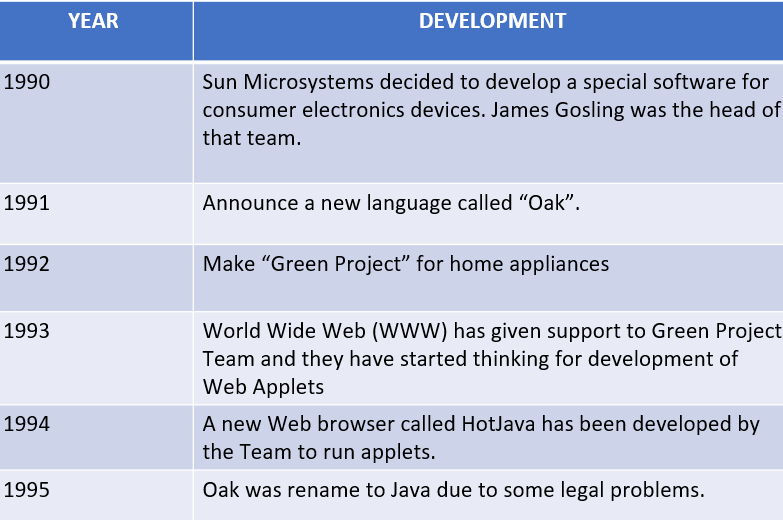 YEAR DEVELOPMENT
1990 Sun Microsystems decided to develop a special software for
consumer electronics devices. James Gosling was the head of
that team.
1991 Announce a new language called “Oak”.
1992 Make “Green Project” for home appliances
1993 World Wide Web (WWW) has given support to Green Project
Team and they have started thinking for development of
Web Applets
1994 A new Web browser called HotJava has been developed by
the Team to run applets.
1995 Oak was rename to Java due to some legal problems.